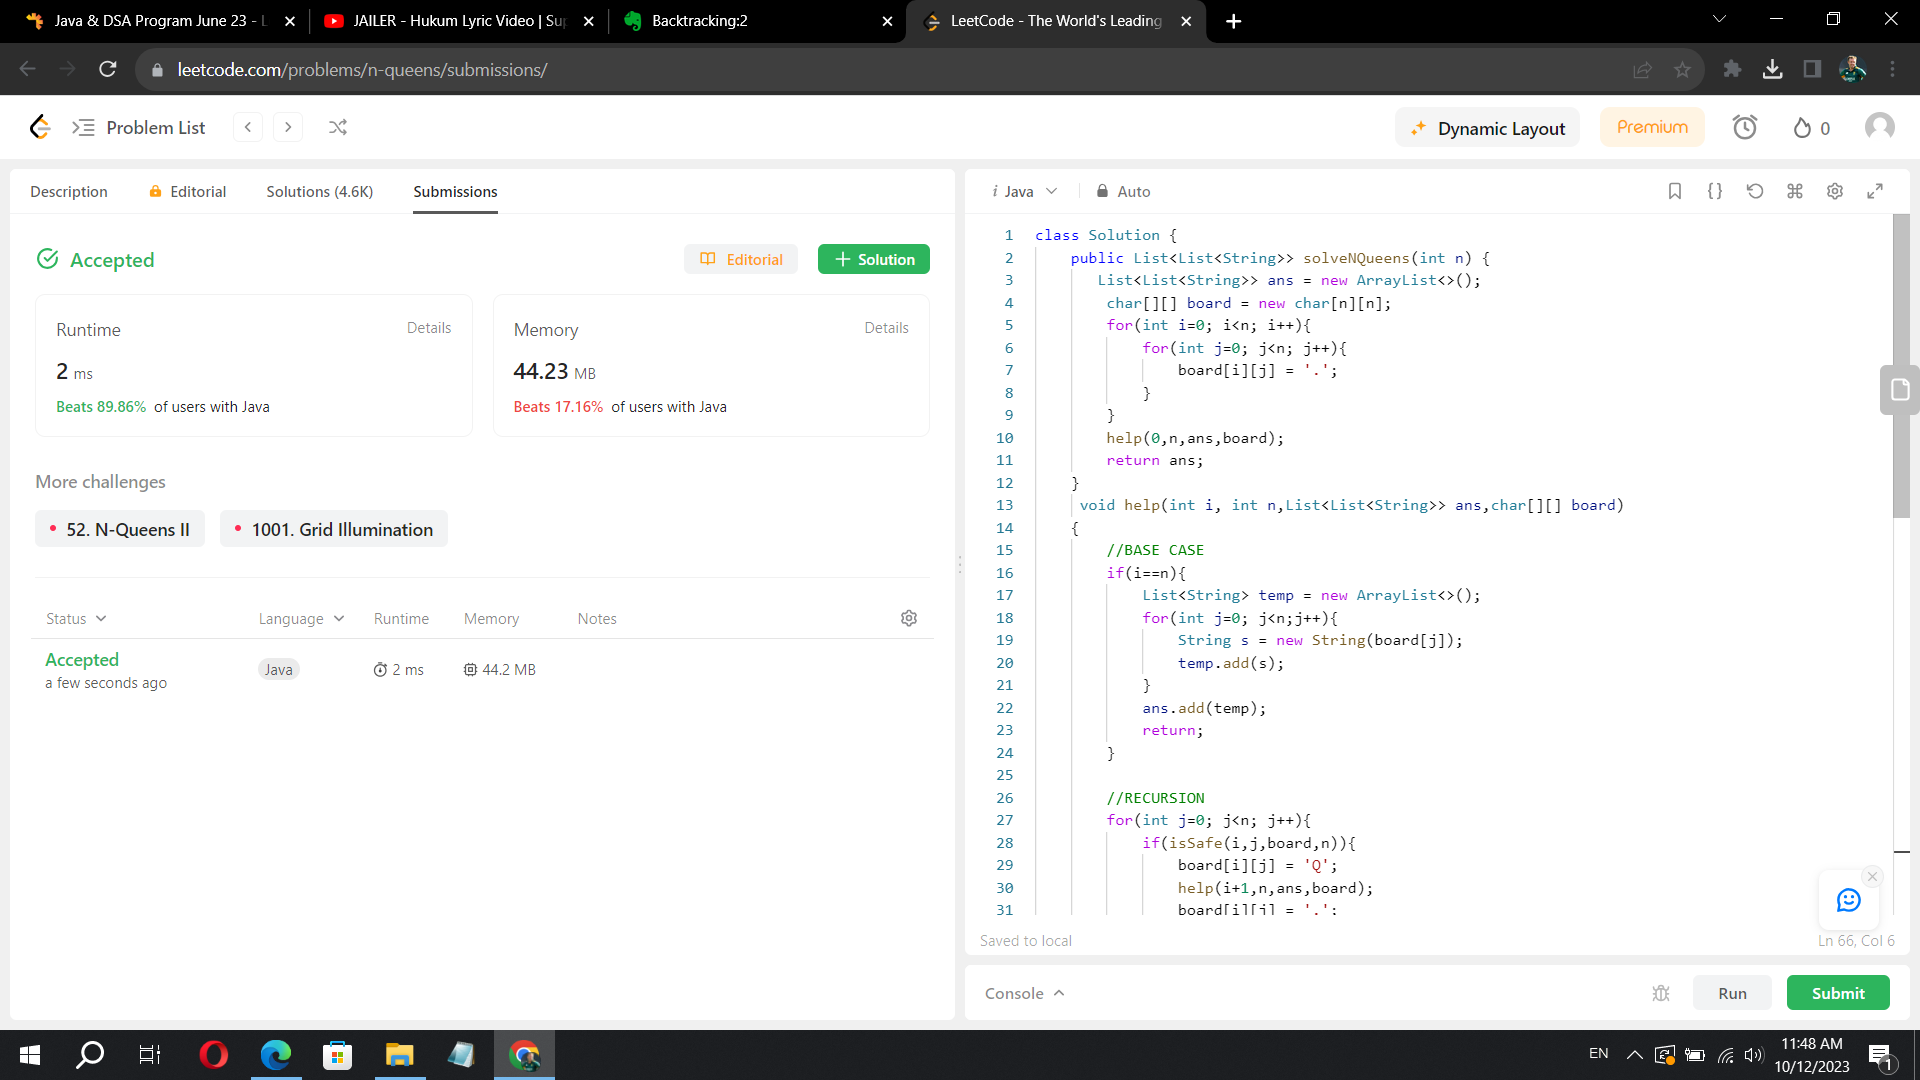 Java & DSA Program June 23 - L
JAILER - Hukum Lyric Video | Sup
Backtracking:2
LeetCode - The World's Leading
leetcode.com/problems/n-queens/submissions/
Problem List
Dynamic Layout
Premium
0
Description
Editorial
Solutions (4.6K)
Submissions
Accepted
Editorial
Solution
Runtime
Details
2 ms
Beats 89.86% of users with Java
Memory
Details
44.23 MB
Beats 17.16% of users with Java
More challenges
52. N-Queens II
1001. Grid Illumination
Status
Language
Runtime
Memory
Notes
Accepted
a few seconds ago
Java
2 ms
44.2 MB
i Java
Auto
1 class Solution {
2 public List<List<String>> solveNQueens(int n) {
3 List<List<String>> ans = new ArrayList<>();
4 char[][] board = new char[n][n];
5 for(int i=0; i<n; i++){
6 for(int j=0; j<n; j++){
7 board[i][j] = '.';
8 }
9 }
10 help(0,n,ans,board);
11 return ans;
12 }
13 void help(int i, int n,List<List<String>> ans,char[][] board)
14 {
15 //BASE CASE
16 if(i==n){
17 List<String> temp = new ArrayList<>();
18 for(int j=0; j<n;j++){
19 String s = new String(board[j]);
20 temp.add(s);
21 }
22 ans.add(temp);
23 return;
24 }
25
26 //RECURSION
27 for(int j=0; j<n; j++){
28 if(isSafe(i,j,board,n)){
29 board[i][j] = 'Q';
30 help(i+1,n,ans,board);
31 board[i][j] = '.';
Saved to local
Ln 66, Col 6
Console
Run
Submit
EN
11:48 AM
10/12/2023
1